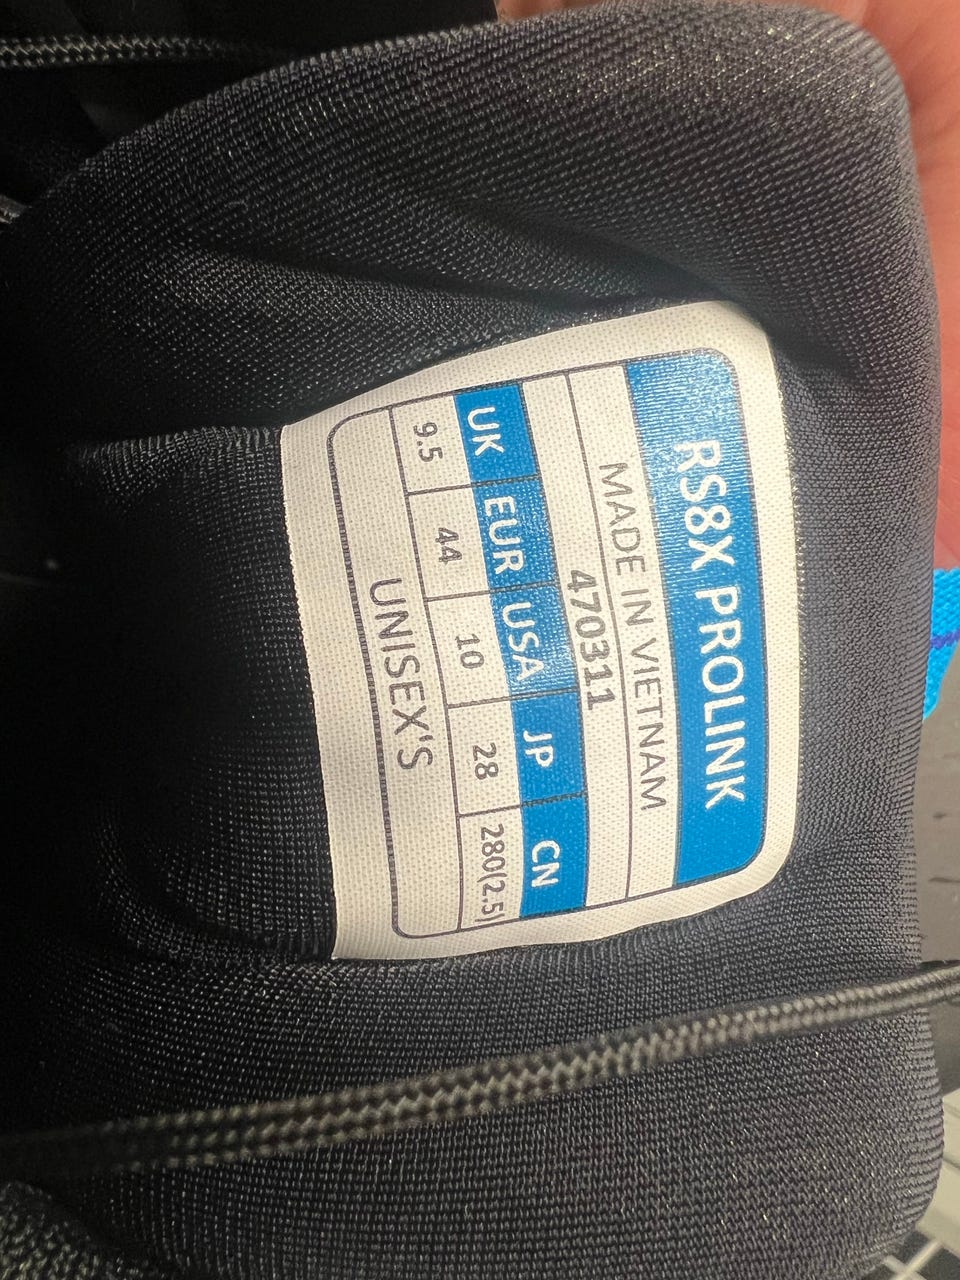 RS8X PROLINK
MADE IN VIETNAM
470311
UK EUR USA JP CN
9.5 44 10 28 280(2.5)
UNISEX'S